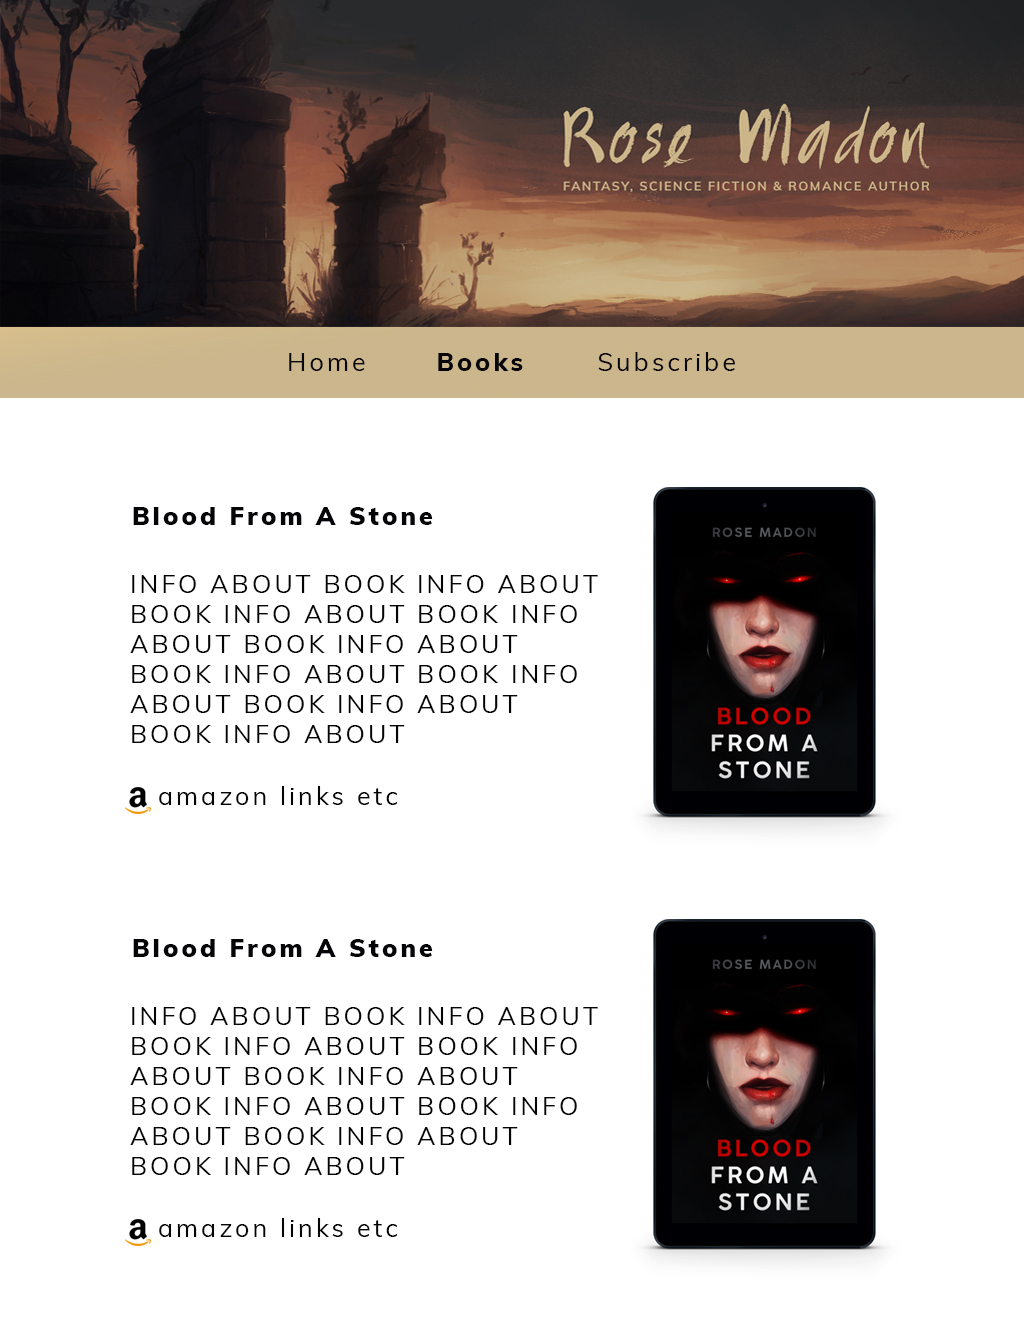 Rose Madon
FANTASY, SCIENCE FICTION & ROMANCE AUTHOR
Home Books Subscribe
Blood From A Stone
INFO ABOUT BOOK INFO ABOUT
BOOK INFO ABOUT BOOK INFO
ABOUT BOOK INFO ABOUT
BOOK INFO ABOUT BOOK INFO
ABOUT BOOK INFO ABOUT
BOOK INFO ABOUT
a amazon links etc
ROSE MADON
BLOOD
FROM A
STONE
Blood From A Stone
INFO ABOUT BOOK INFO ABOUT
BOOK INFO ABOUT BOOK INFO
ABOUT BOOK INFO ABOUT
BOOK INFO ABOUT BOOK INFO
ABOUT BOOK INFO ABOUT
BOOK INFO ABOUT
a amazon links etc
ROSE MADON
BLOOD
FROM A
STONE